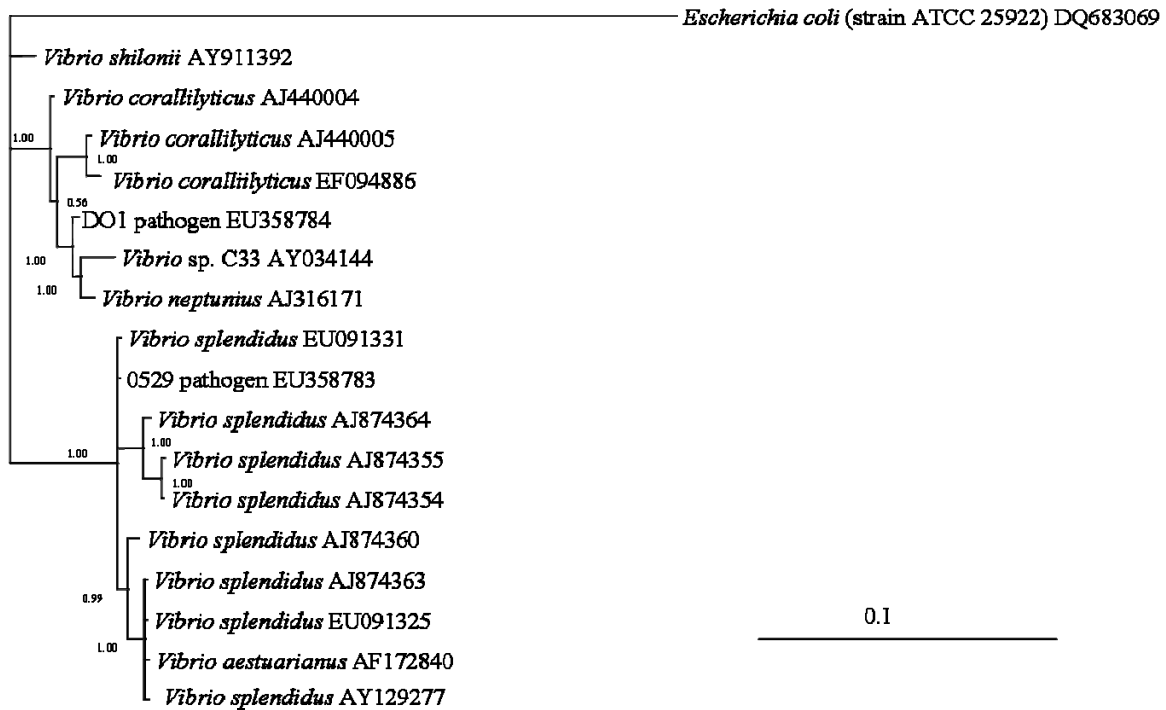 Escherichia coli (strain ATCC 25922) DQ683069
Vibrio shilonii AY911392
Vibrio corallilyticus AJ440004
1.00
Vibrio corallilyticus AJ440005
1.00
Vibrio coralliilyticus EF094886
0.56
DO1 pathogen EU358784
1.00
Vibrio sp. C33 AY034144
1.00
Vibrio neptunius AJ316171
Vibrio splendidus EU091331
0529 pathogen EU358783
Vibrio splendidus AJ874364
1.00
1.00
Vibrio splendidus AJ874355
1.00
Vibrio splendidus AJ874354
Vibrio splendidus AJ874360
Vibrio splendidus AJ874363
0.99
Vibrio splendidus EU091325
0.1
1.00
Vibrio aestuarianus AF172840
Vibrio splendidus AY129277